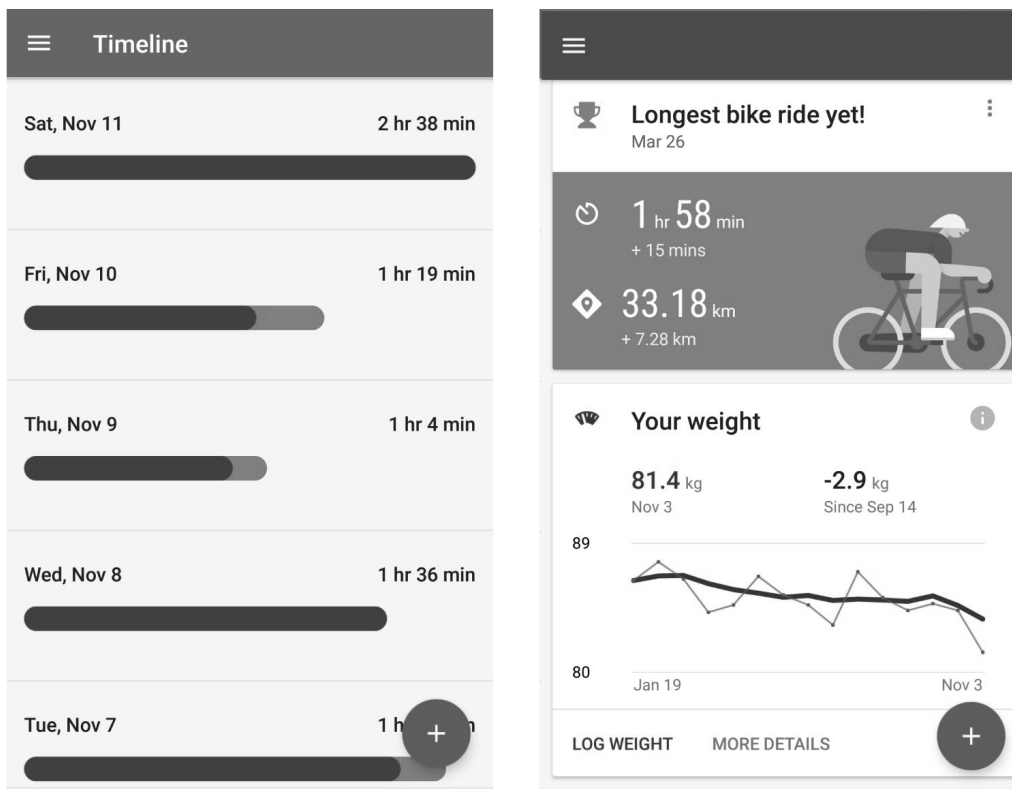 Timeline
Sat, Nov 11 2 hr 38 min
Fri, Nov 10 1 hr 19 min
Thu, Nov 9 1 hr 4 min
Wed, Nov 8 1 hr 36 min
Tue, Nov 7 1
Longest bike ride yet!
Mar 26
1 hr 58 min
+ 15 mins
33.18 km
+ 7.28 km
Your weight
81.4 kg -2.9 kg
Nov 3 Since Sep 14
89
80
Jan 19 Nov 3
LOG WEIGHT MORE DETAILS